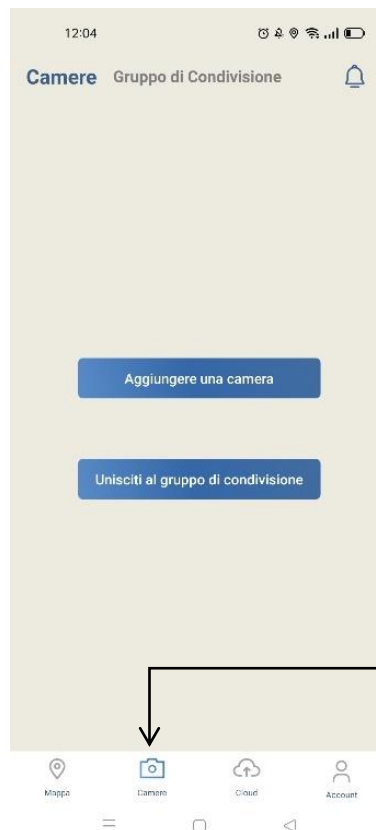 12:04
Camere Gruppo di Condivisione
Aggiungere una camera
Unisciti al gruppo di condivisione
Mappa Camere Cloud Account